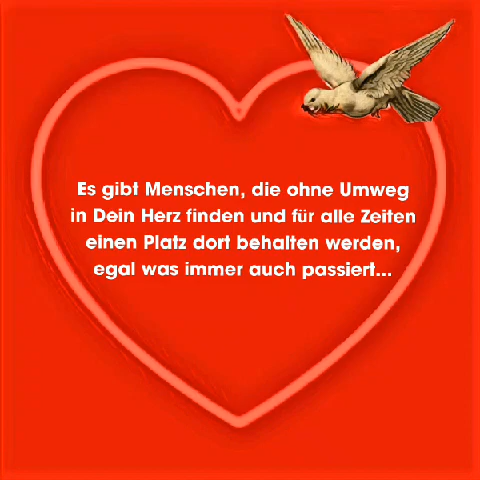 Es gibt Menschen, die ohne Umweg
in Dein Herz finden und für alle Zeiten
einen Platz dort behalten werden,
egal was immer auch passiert...